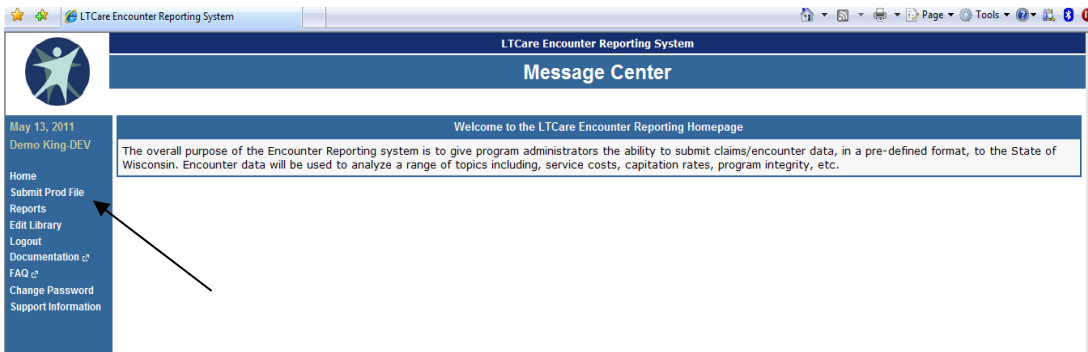 LTCare Encounter Reporting System
Page
Tools
LTCare Encounter Reporting System
Message Center
May 13, 2011
Demo King-DEV
Home
Submit Prod File
Reports
Edit Library
Logout
Documentation
FAQ
Change Password
Support Information
Welcome to the LTCare Encounter Reporting Homepage
The overall purpose of the Encounter Reporting system is to give program administrators the ability to submit claims/encounter data, in a pre-defined format, to the State of
Wisconsin. Encounter data will be used to analyze a range of topics including, service costs, capitation rates, program integrity, etc.